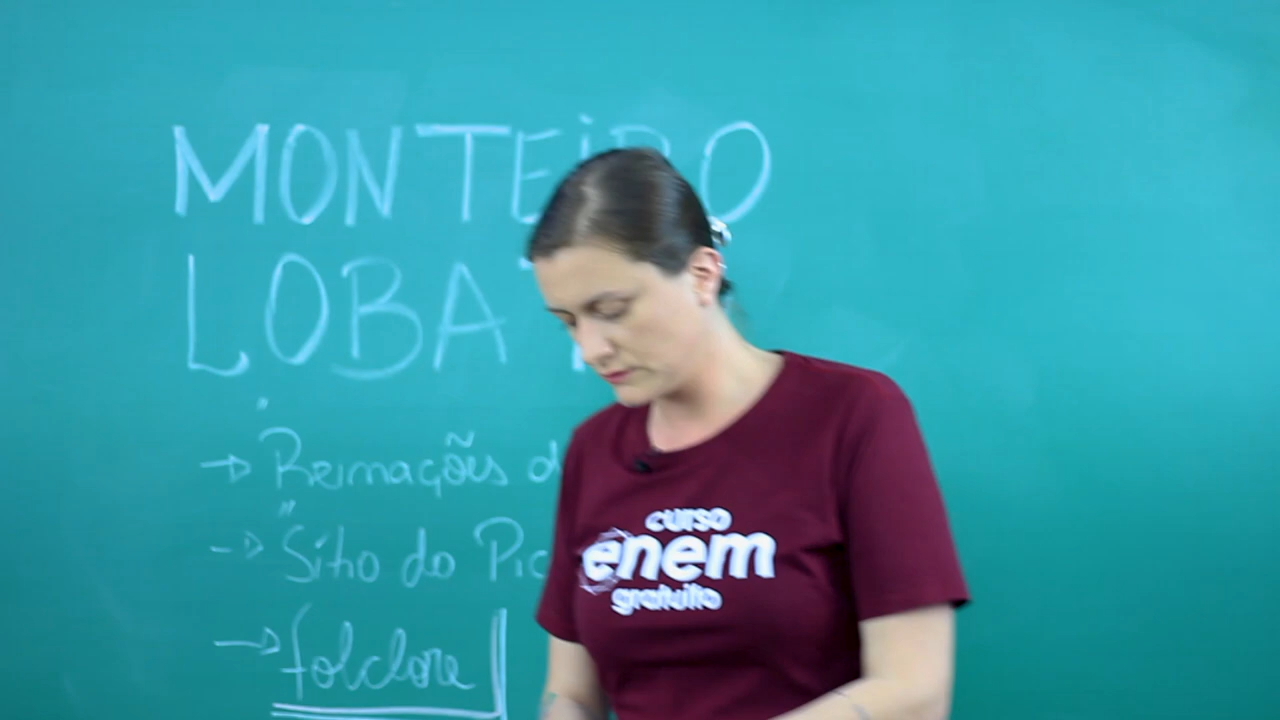 MONTEiRO
LOBA
→ Reinações d
" Sítio do Pic
→ folclore
curso
enem
gratuito